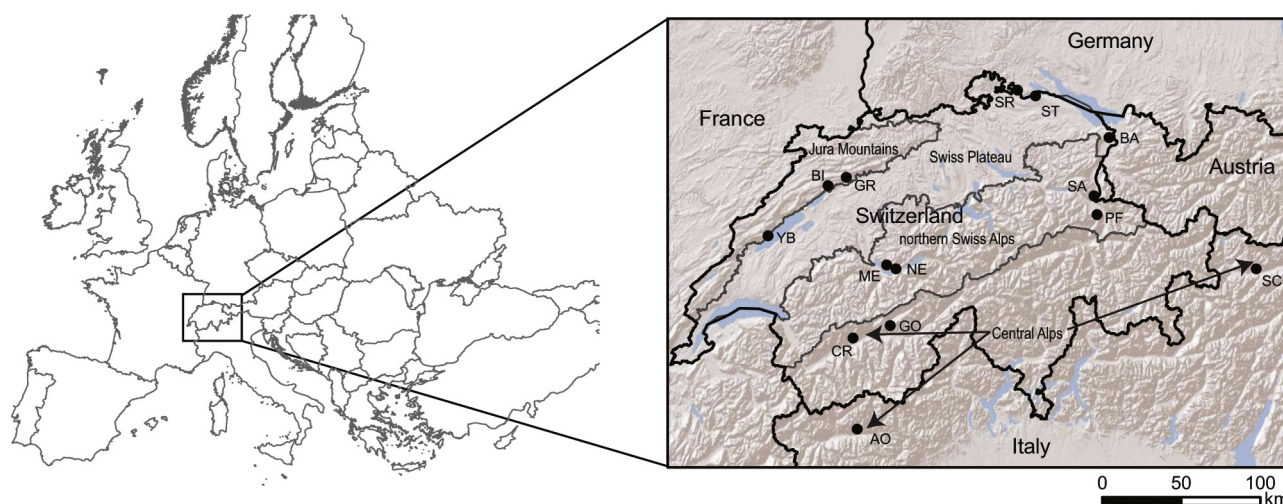 Germany
SR
ST
France
BA
Jura Mountains
Swiss Plateau
Austria
BI
GR
SA
Switzerland
PF
YB
northern Swiss Alps
ME
NE
SC
GO
Central Alps
CR
AO
Italy
0 50 100
km